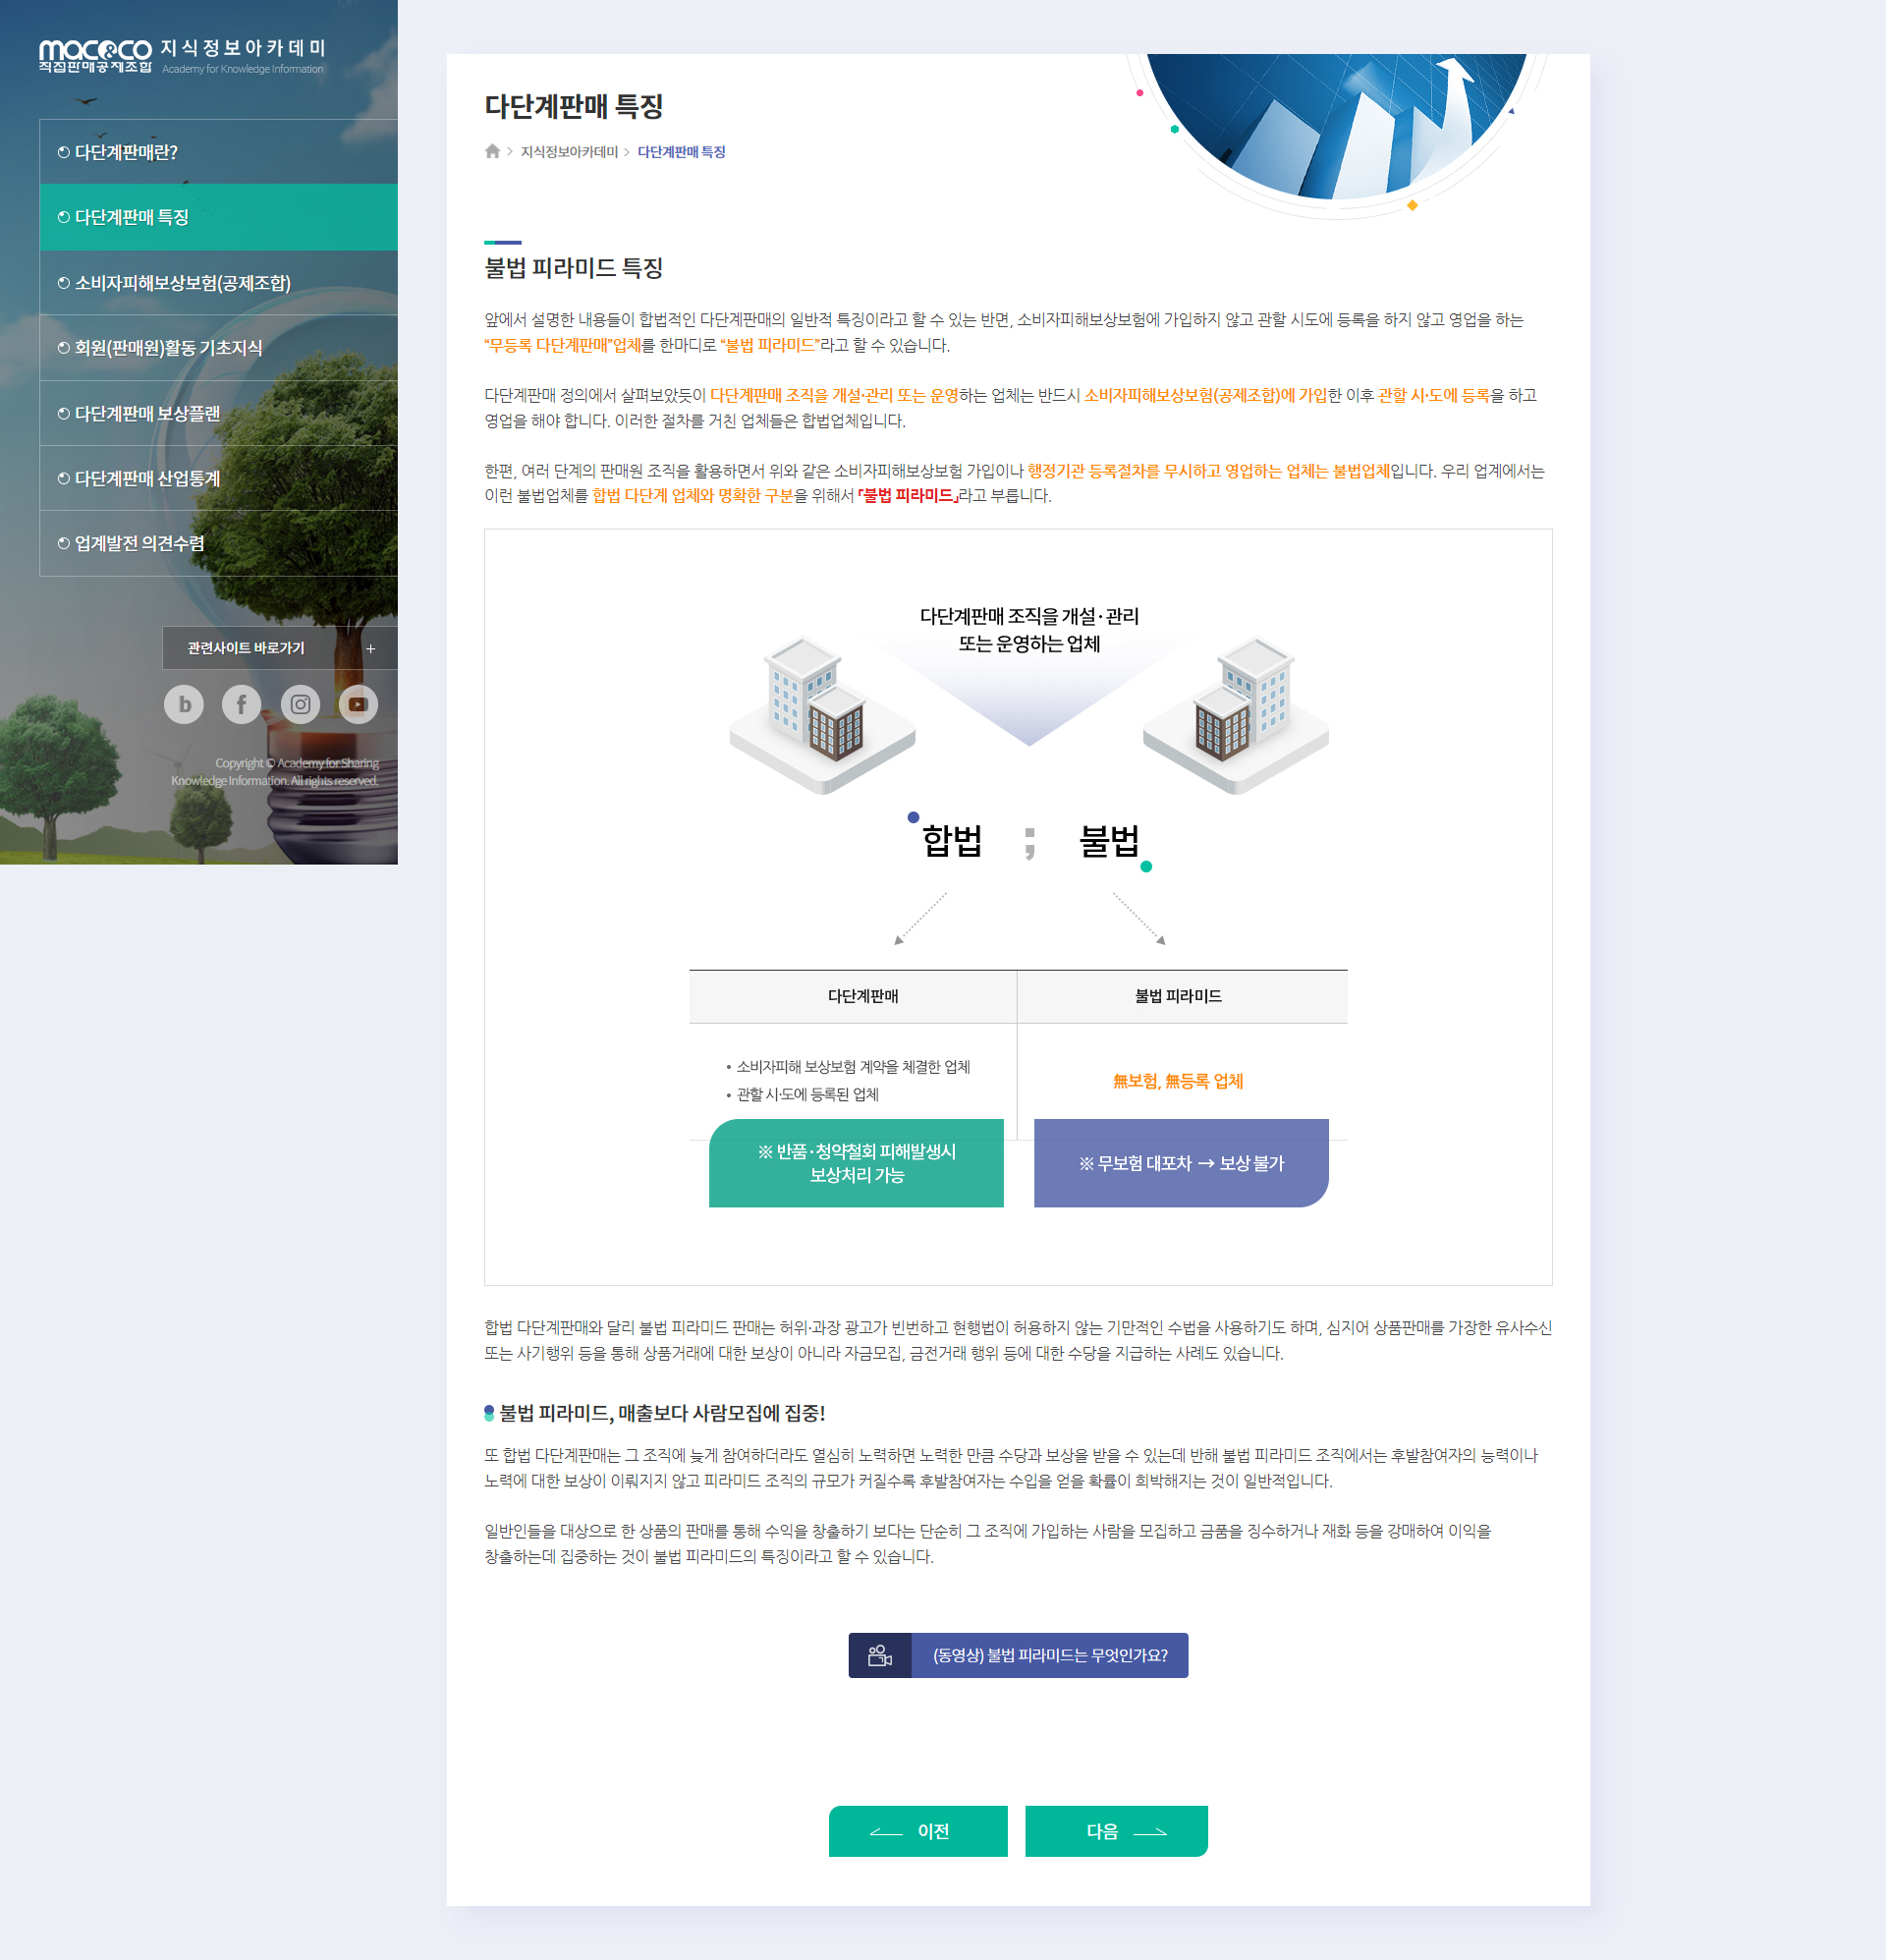 mac&co 지식정보아카데미
직접판매공제조합 Academy for Knowledge Information
다단계판매란?
다단계판매 특징
소비자피해보상보험(공제조합)
회원(판매원)활동 기초지식
다단계판매 보상플랜
다단계판매 산업통계
업계발전 의견수렴
관련사이트 바로가기 +
Copyright © Academy for Sharing
Knowledge Information. All rights reserved.
다단계판매 특징
> 지식정보아카데미 > 다단계판매 특징
불법 피라미드 특징
앞에서 설명한 내용들이 합법적인 다단계판매의 일반적 특징이라고 할 수 있는 반면, 소비자피해보상보험에 가입하지 않고 관할 시도에 등록을 하지 않고 영업을 하는
“무등록 다단계판매”업체를 한마디로 “불법 피라미드”라고 할 수 있습니다.
다단계판매 정의에서 살펴보았듯이 다단계판매 조직을 개설·관리 또는 운영하는 업체는 반드시 소비자피해보상보험(공제조합)에 가입한 이후 관할 시·도에 등록을 하고
영업을 해야 합니다. 이러한 절차를 거친 업체들은 합법업체입니다.
한편, 여러 단계의 판매원 조직을 활용하면서 위와 같은 소비자피해보상보험 가입이나 행정기관 등록절차를 무시하고 영업하는 업체는 불법업체입니다. 우리 업계에서는
이런 불법업체를 합법 다단계 업체와 명확한 구분을 위해서 「불법 피라미드」라고 부릅니다.
다단계판매 조직을 개설·관리
또는 운영하는 업체
합법 ; 불법
다단계판매 불법 피라미드
• 소비자피해 보상보험 계약을 체결한 업체
• 관할 시·도에 등록된 업체
無보험, 無등록 업체
※ 반품·청약철회 피해발생시
보상처리 가능
※ 무보험 대포차 → 보상 불가
합법 다단계판매와 달리 불법 피라미드 판매는 허위·과장 광고가 빈번하고 현행법이 허용하지 않는 기만적인 수법을 사용하기도 하며, 심지어 상품판매를 가장한 유사수신
또는 사기행위 등을 통해 상품거래에 대한 보상이 아니라 자금모집, 금전거래 행위 등에 대한 수당을 지급하는 사례도 있습니다.
불법 피라미드, 매출보다 사람모집에 집중!
또 합법 다단계판매는 그 조직에 늦게 참여하더라도 열심히 노력하면 노력한 만큼 수당과 보상을 받을 수 있는데 반해 불법 피라미드 조직에서는 후발참여자의 능력이나
노력에 대한 보상이 이뤄지지 않고 피라미드 조직의 규모가 커질수록 후발참여자는 수입을 얻을 확률이 희박해지는 것이 일반적입니다.
일반인들을 대상으로 한 상품의 판매를 통해 수익을 창출하기 보다는 단순히 그 조직에 가입하는 사람을 모집하고 금품을 징수하거나 재화 등을 강매하여 이익을
창출하는데 집중하는 것이 불법 피라미드의 특징이라고 할 수 있습니다.
(동영상) 불법 피라미드는 무엇인가요?
이전 다음